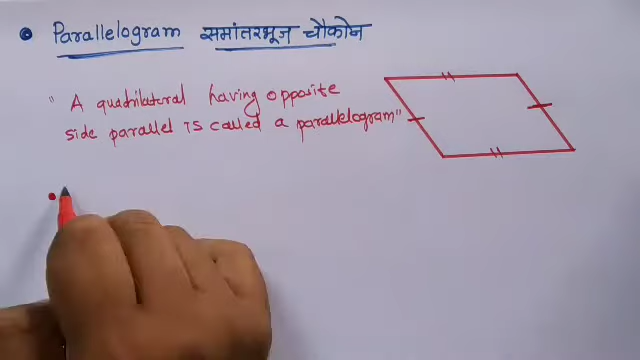 Parallelogram समांतरभूज चौकोन
" A quadrilateral having opposite
side parallel is called a parallelogram"